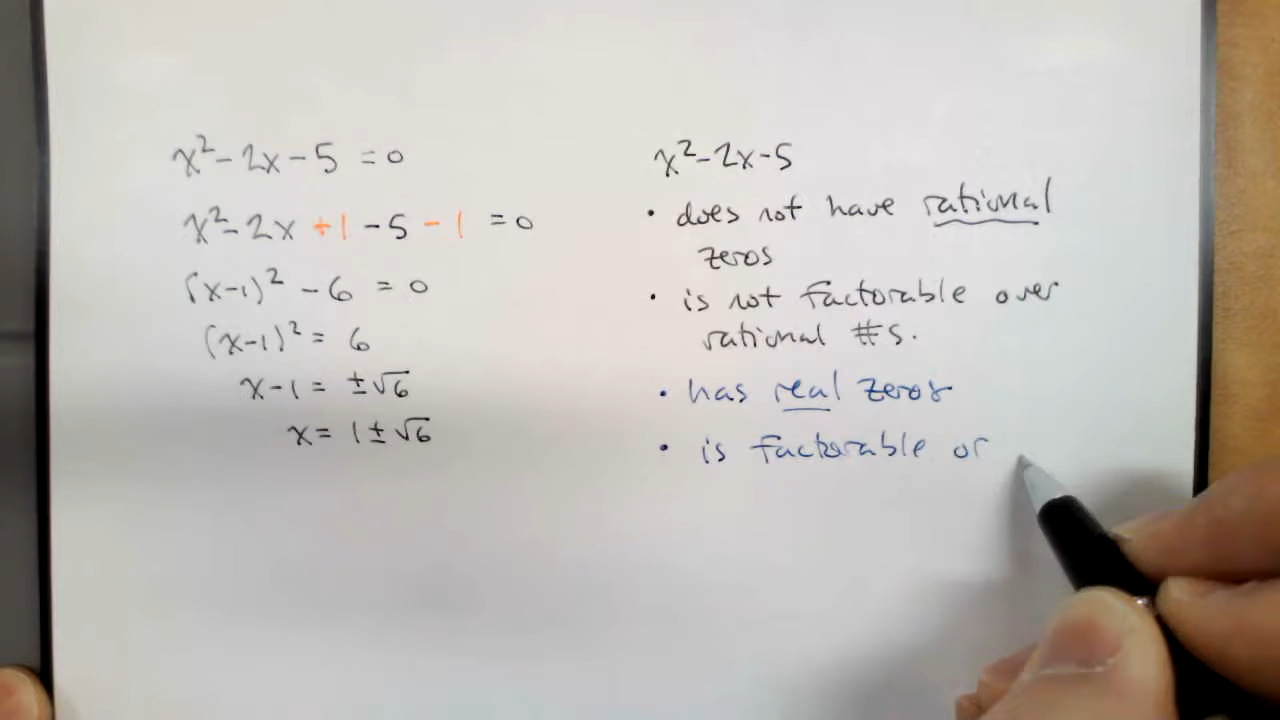 x² - 2x - 5 = 0
x² - 2x +1 - 5 - 1 = 0
(x-1)² - 6 = 0
(x-1)² = 6
x - 1 = ±√6
x = 1 ± √6
x² - 2x - 5
• does not have rational
zeros
• is not factorable over
rational #s.
• has real zeros
• is factorable or